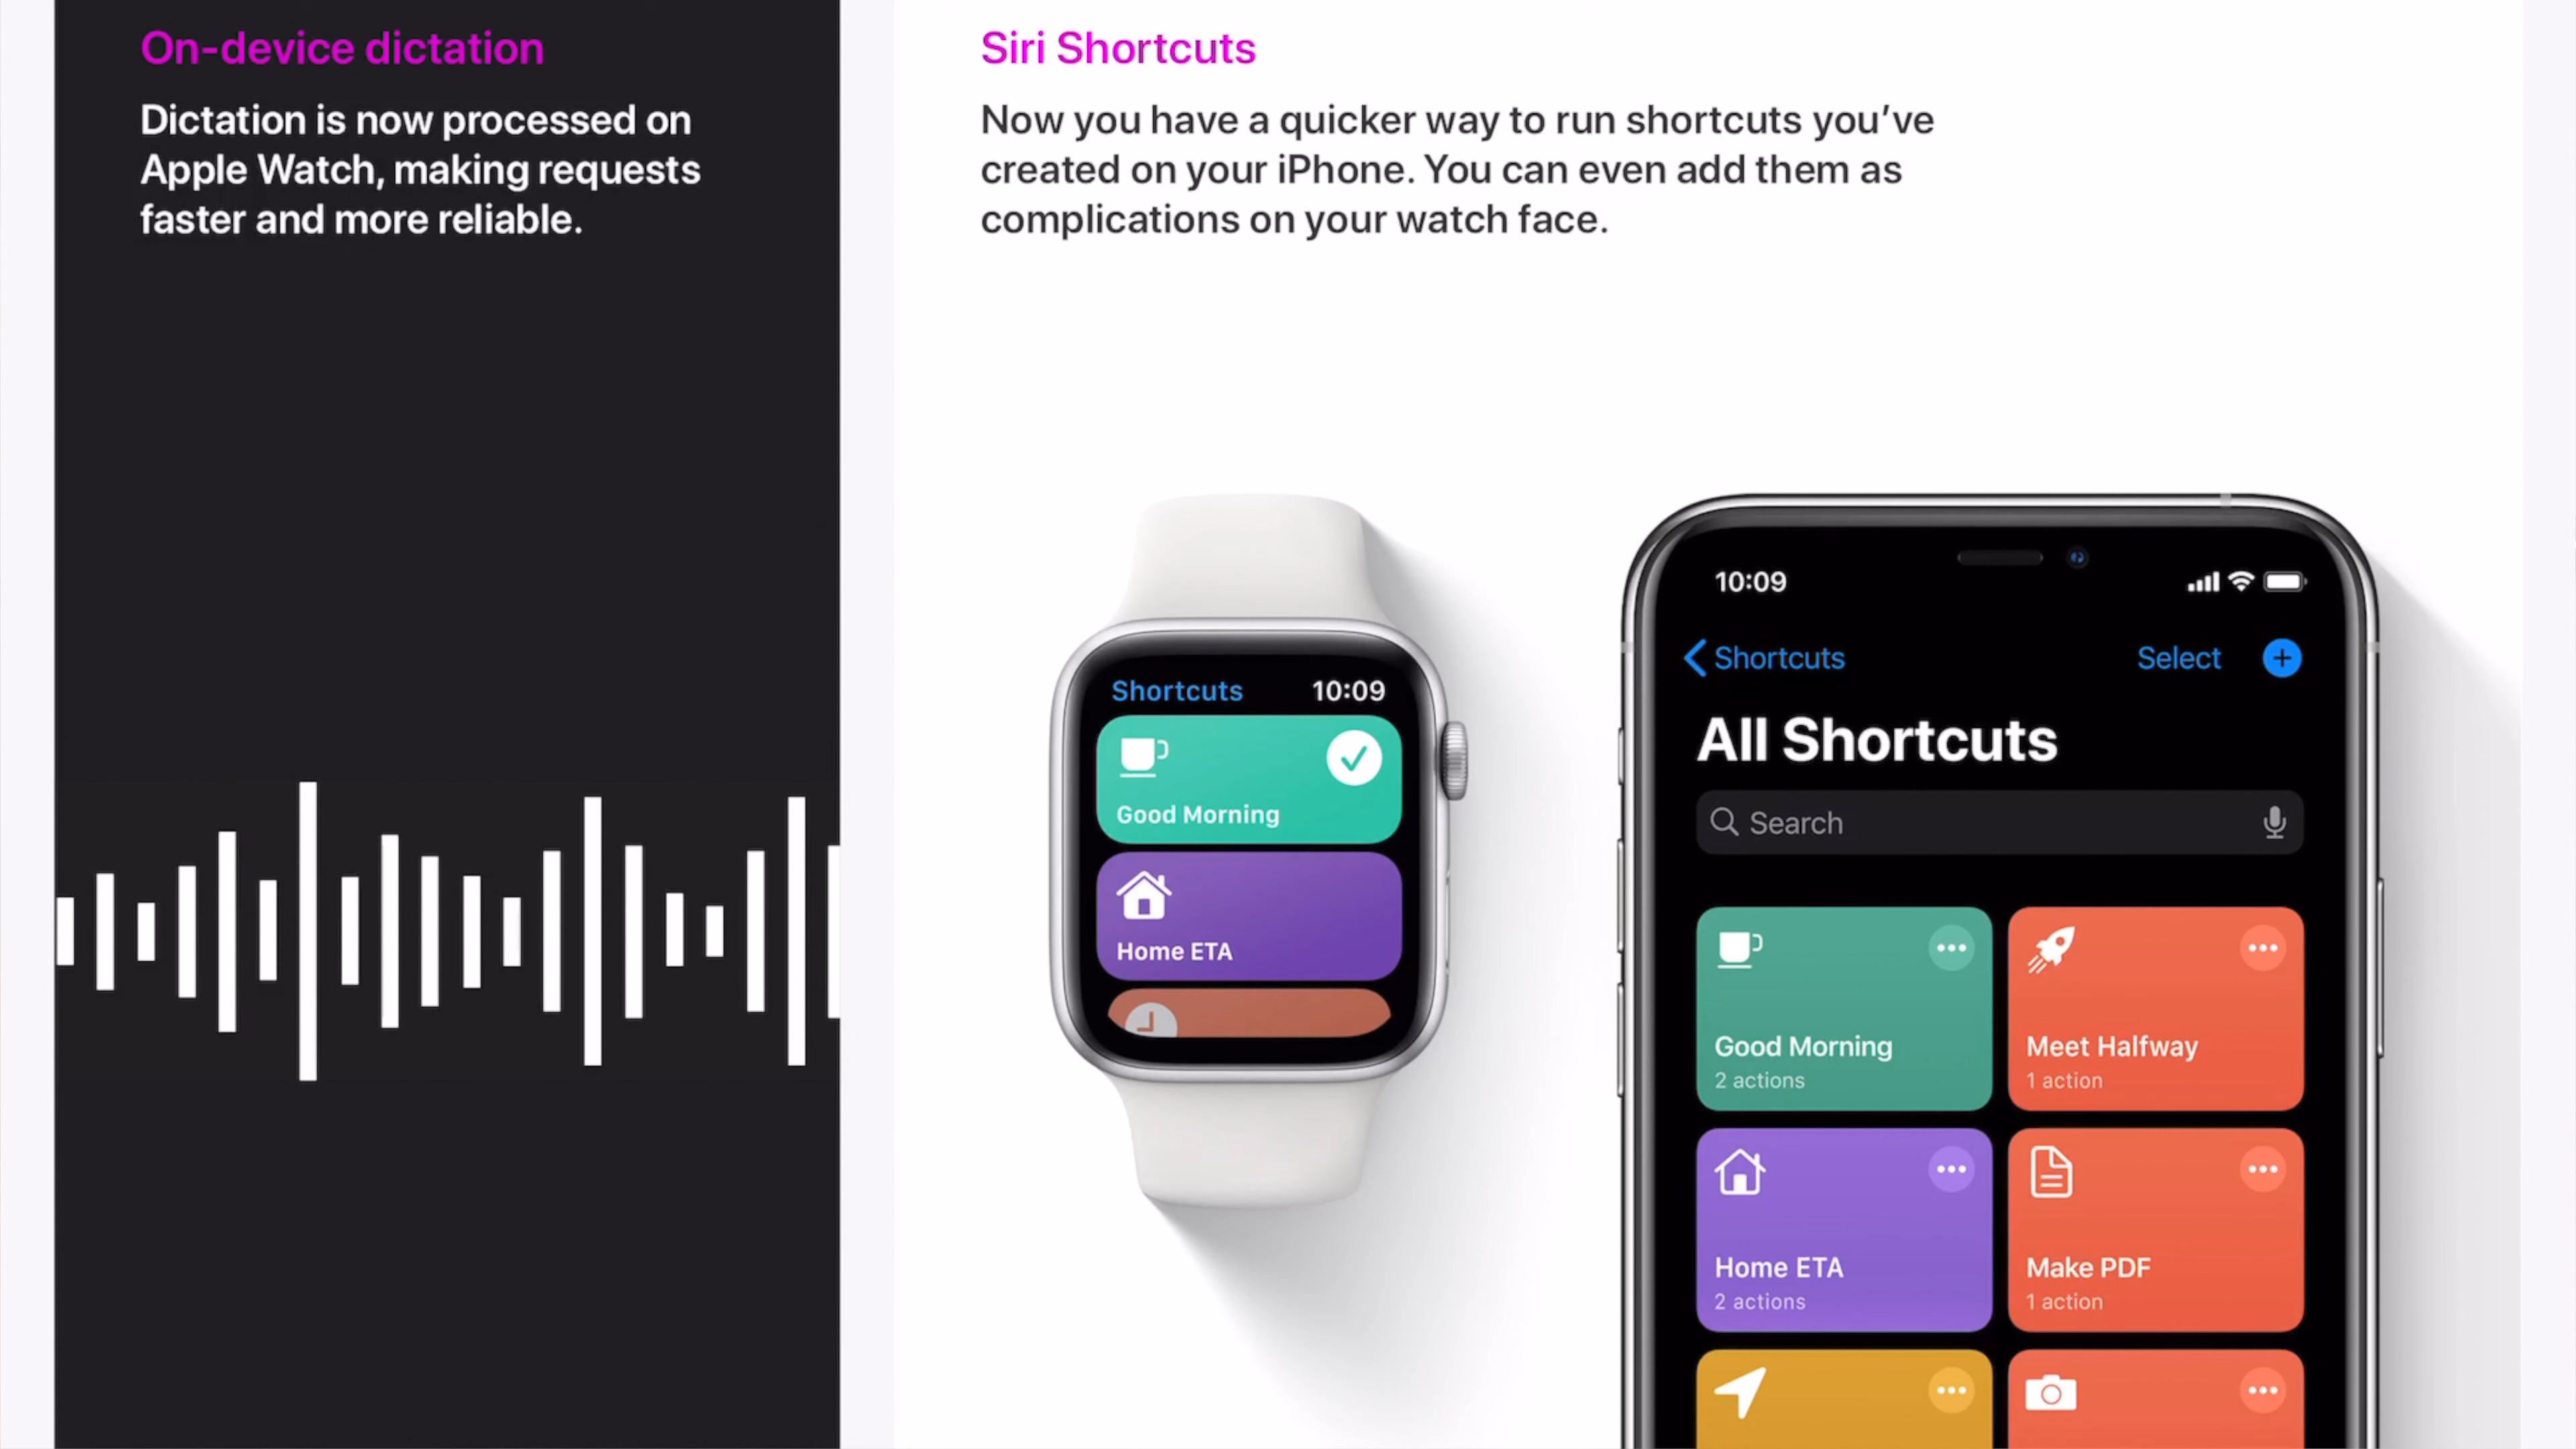 On-device dictation
Dictation is now processed on
Apple Watch, making requests
faster and more reliable.
Siri Shortcuts
Now you have a quicker way to run shortcuts you’ve
created on your iPhone. You can even add them as
complications on your watch face.
Shortcuts 10:09
Good Morning
Home ETA
10:09
Shortcuts Select
All Shortcuts
Search
Good Morning
2 actions
Meet Halfway
1 action
Home ETA
2 actions
Make PDF
1 action